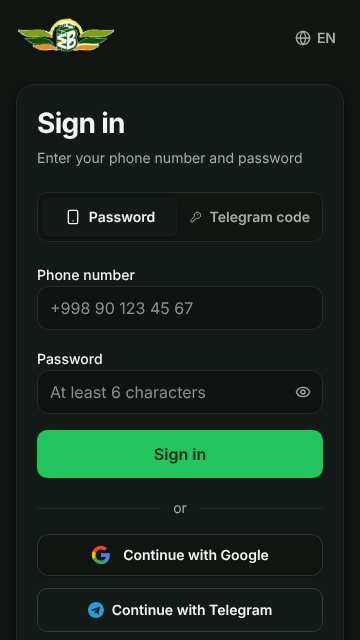 EN
Sign in
Enter your phone number and password
Password
Telegram code
Phone number
+998 90 123 45 67
Password
At least 6 characters
Sign in
or
Continue with Google
Continue with Telegram